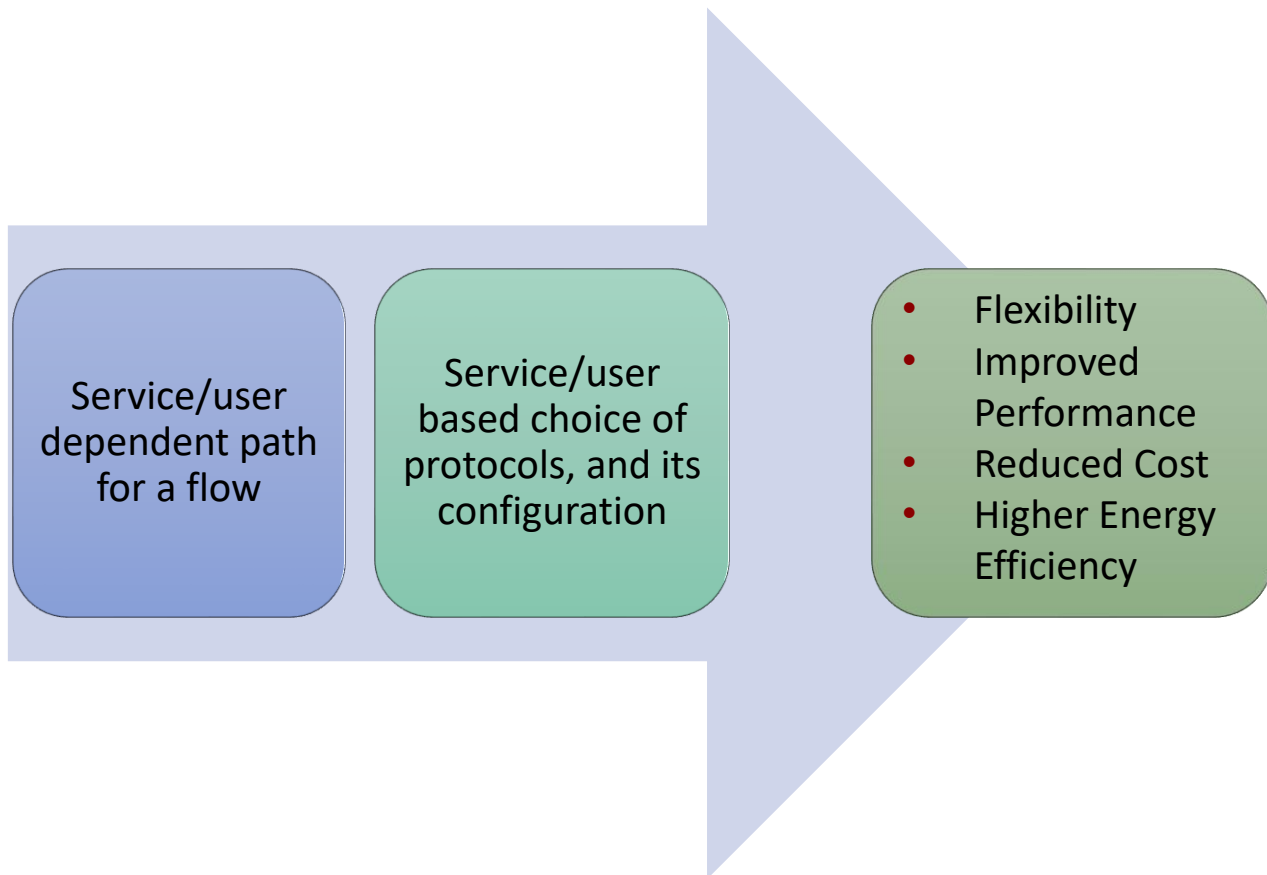 Service/user
dependent path
for a flow
Service/user
based choice of
protocols, and its
configuration
• Flexibility
• Improved
Performance
• Reduced Cost
• Higher Energy
Efficiency